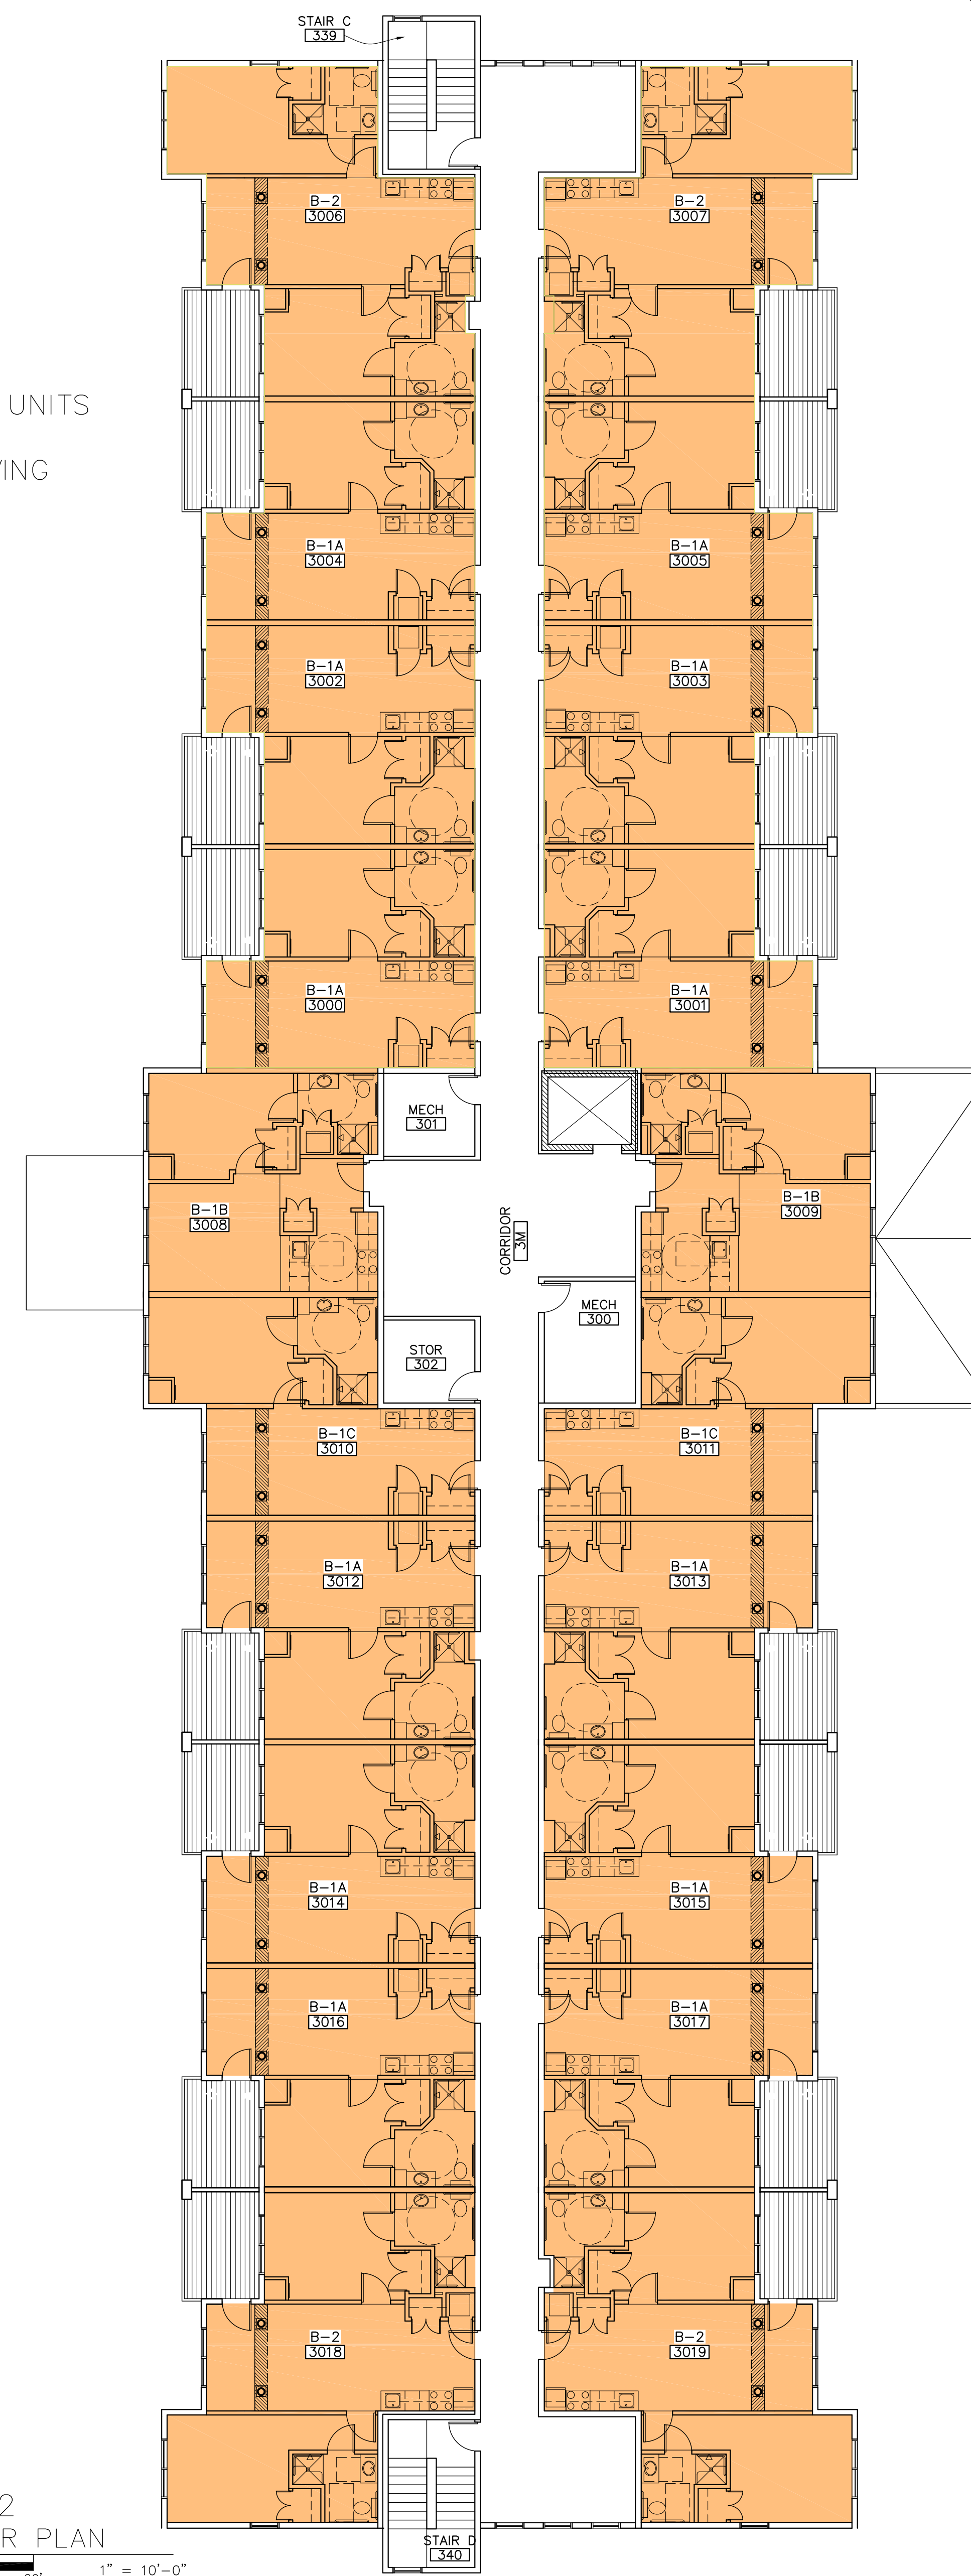 STAIR C
339
B-2
3006
B-2
3007
UNITS
VING
B-1A
3004
B-1A
3005
B-1A
3002
B-1A
3003
B-1A
3000
B-1A
3001
MECH
301
B-1B
3008
B-1B
3009
CORRIDOR
3M
MECH
300
STOR
302
B-1C
3010
B-1C
3011
B-1A
3012
B-1A
3013
B-1A
3014
B-1A
3015
B-1A
3016
B-1A
3017
B-2
3018
B-2
3019
2
R PLAN
STAIR D
340
1" = 10'-0"